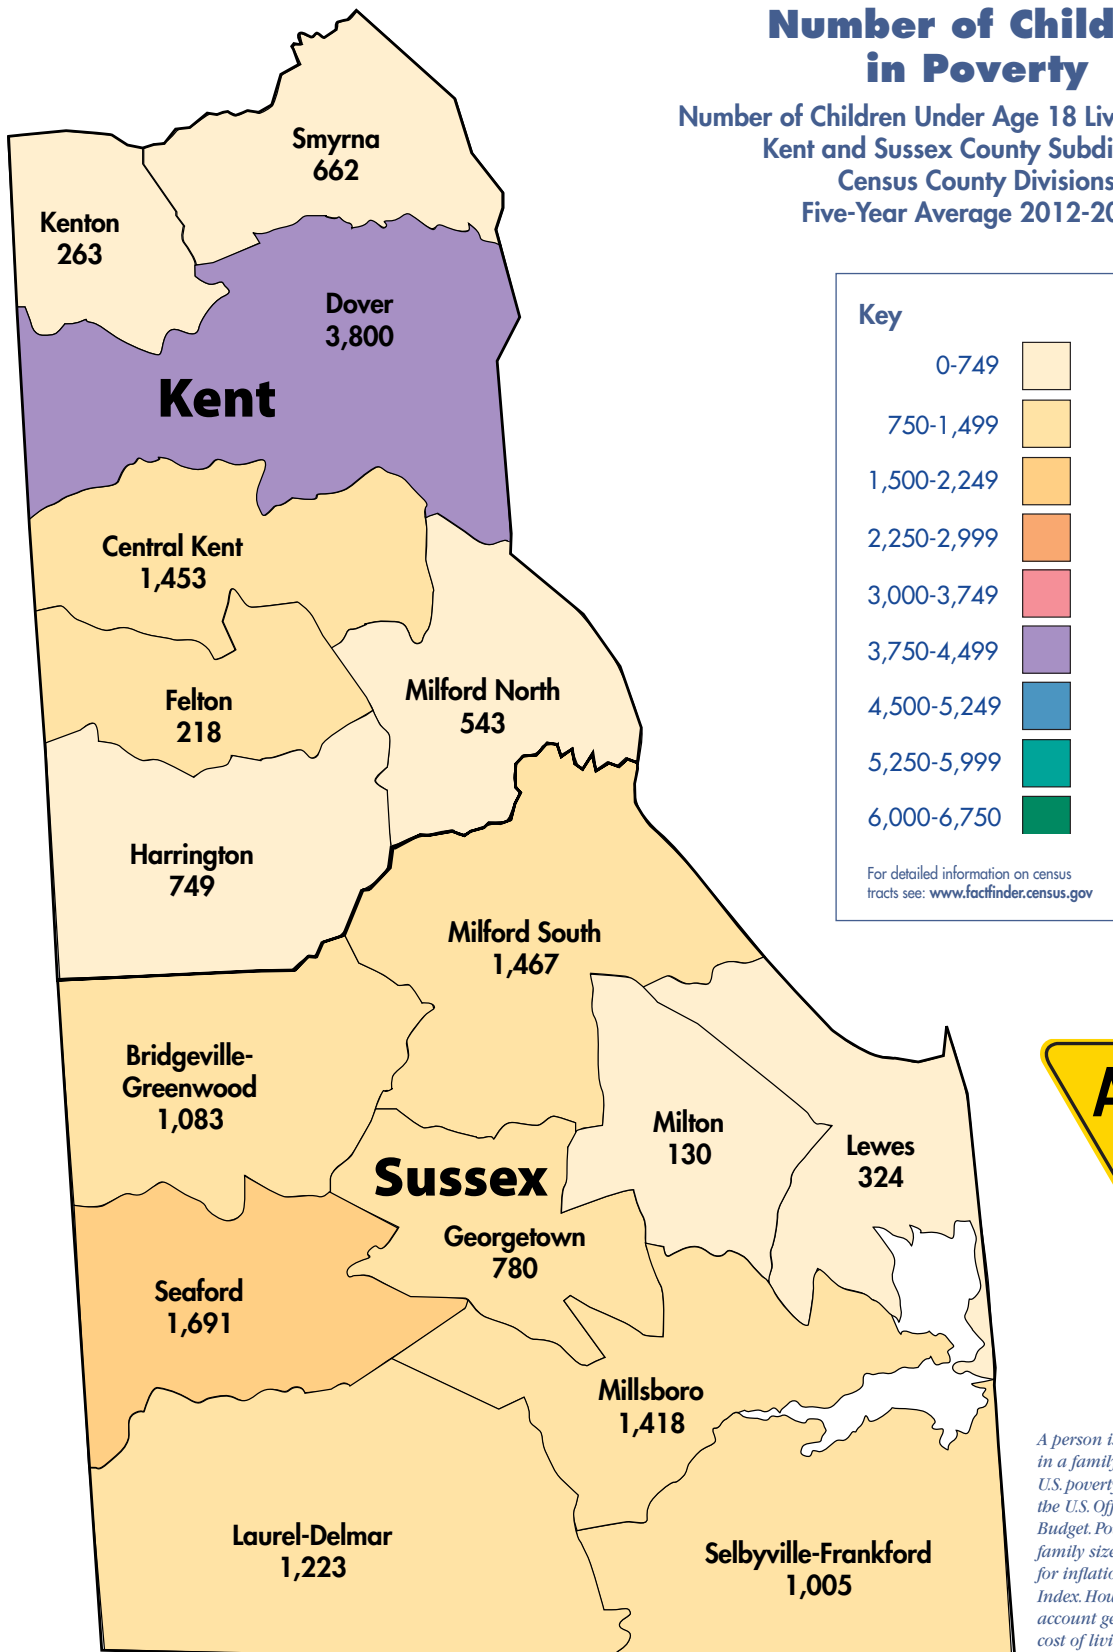 Number of Child
in Poverty
Number of Children Under Age 18 Liv
Kent and Sussex County Subdi
Census County Divisions
Five-Year Average 2012-20
Smyrna
662
Kenton
263
Dover
3,800
Kent
Key
0-749
750-1,499
1,500-2,249
2,250-2,999
3,000-3,749
3,750-4,499
4,500-5,249
5,250-5,999
6,000-6,750
For detailed information on census
tracts see: www.factfinder.census.gov
Central Kent
1,453
Felton
218
Milford North
543
Harrington
749
Milford South
1,467
Bridgeville-
Greenwood
1,083
Milton
130
Lewes
324
Sussex
Georgetown
780
Seaford
1,691
Millsboro
1,418
Laurel-Delmar
1,223
Selbyville-Frankford
1,005
A
A person i
in a family
U.S. povert
the U.S. Off
Budget. Po
family size
for inflatio
Index. Hou
account ge
cost of livi